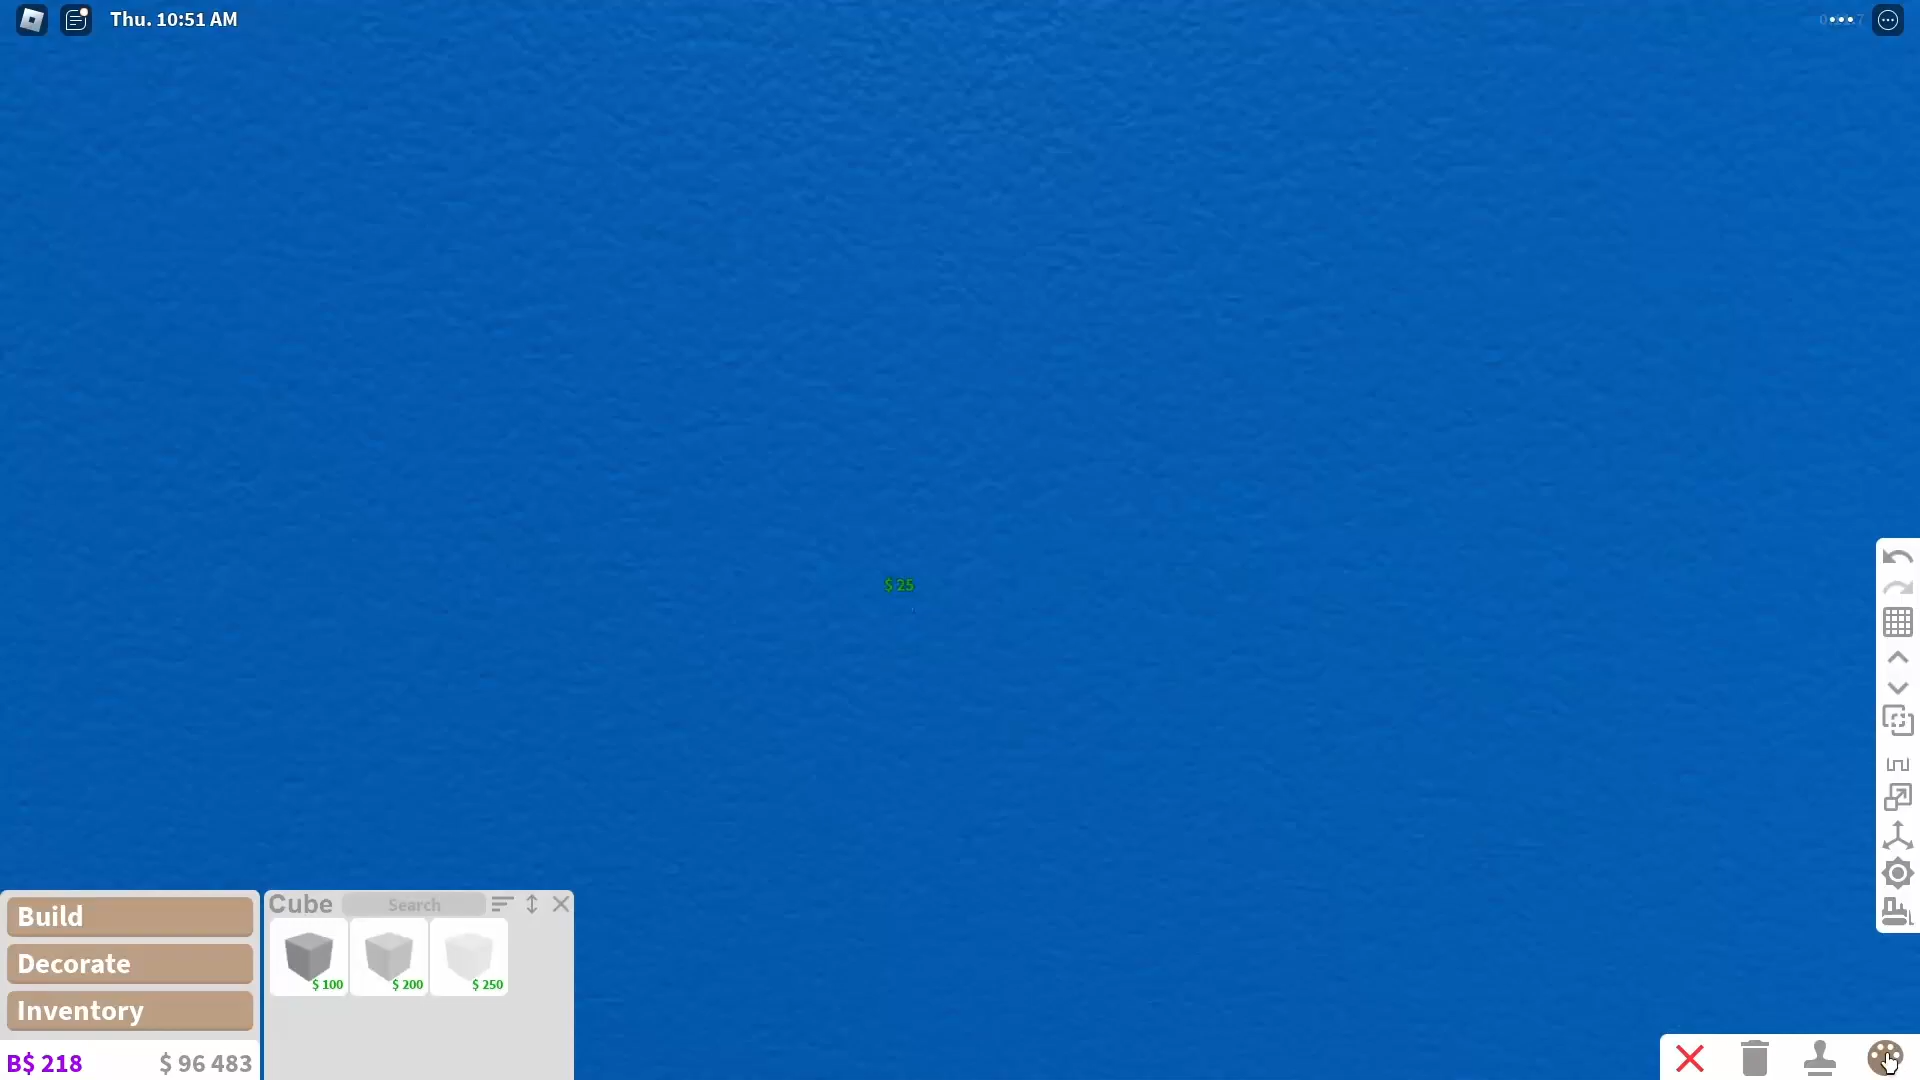 Thu. 10:51 AM
$ 25
Build
Decorate
Inventory
B$ 218
$ 96 483
Cube
Search
$ 100
$ 200
$ 250